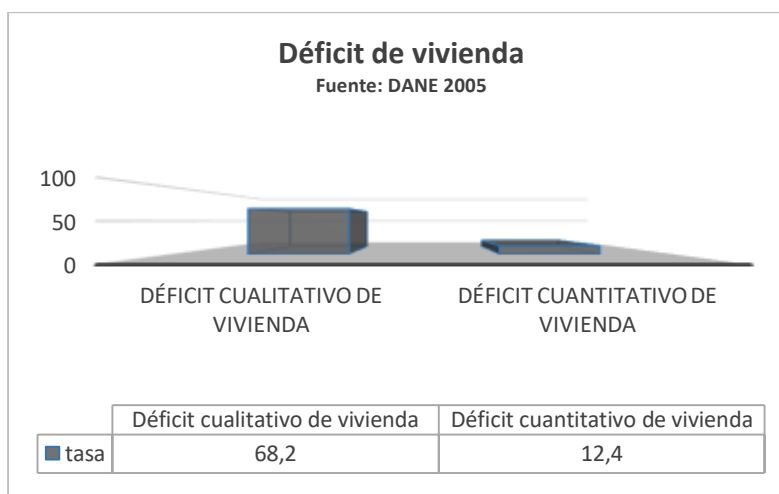 Déficit de vivienda
Fuente: DANE 2005
100
50
0
DÉFICIT CUALITATIVO DE
VIVIENDA
DÉFICIT CUANTITATIVO DE
VIVIENDA
Déficit cualitativo de vivienda Déficit cuantitativo de vivienda
tasa 68,2 12,4